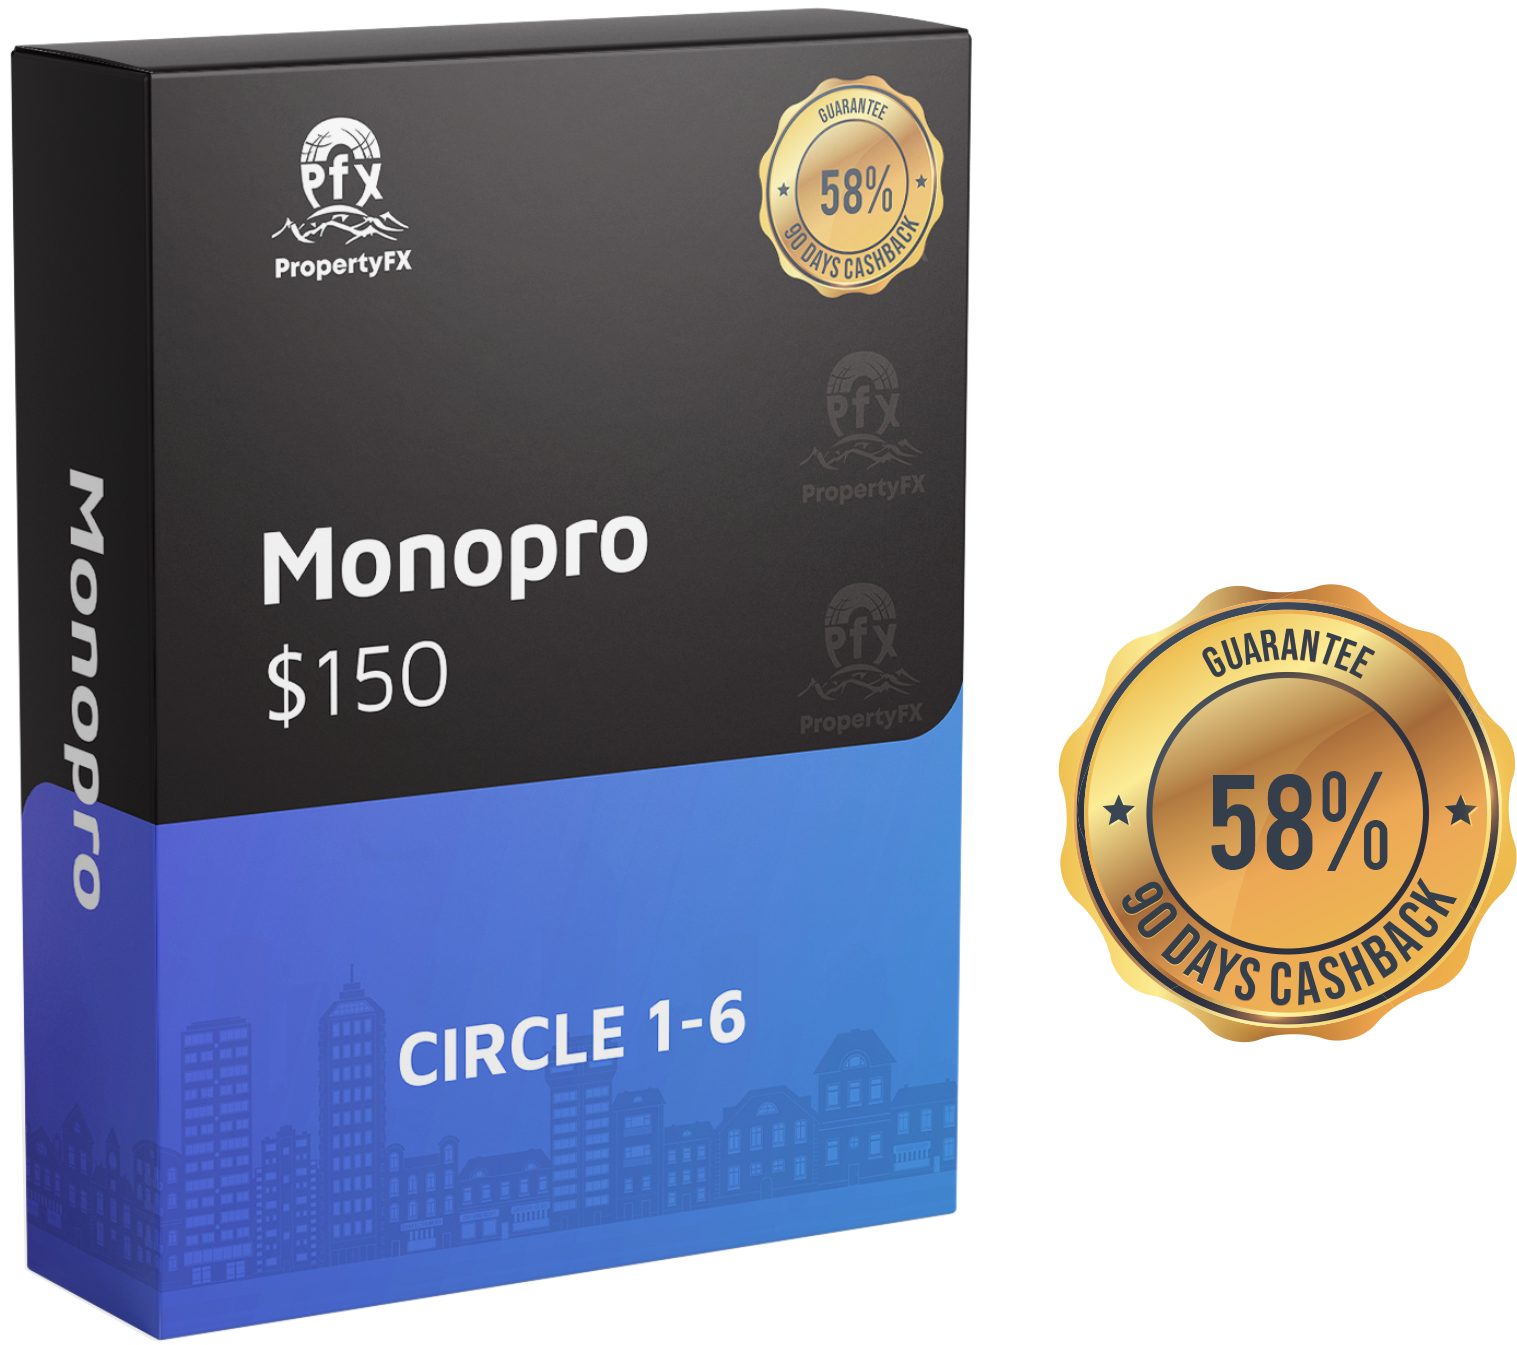 Pfx
PropertyFX
GUARANTEE
58%
90 DAYS CASHBACK
Pfx
PropertyFX
Monopro
$150
Pfx
PropertyFX
Monopro
CIRCLE 1-6
GUARANTEE
58%
90 DAYS CASHBACK